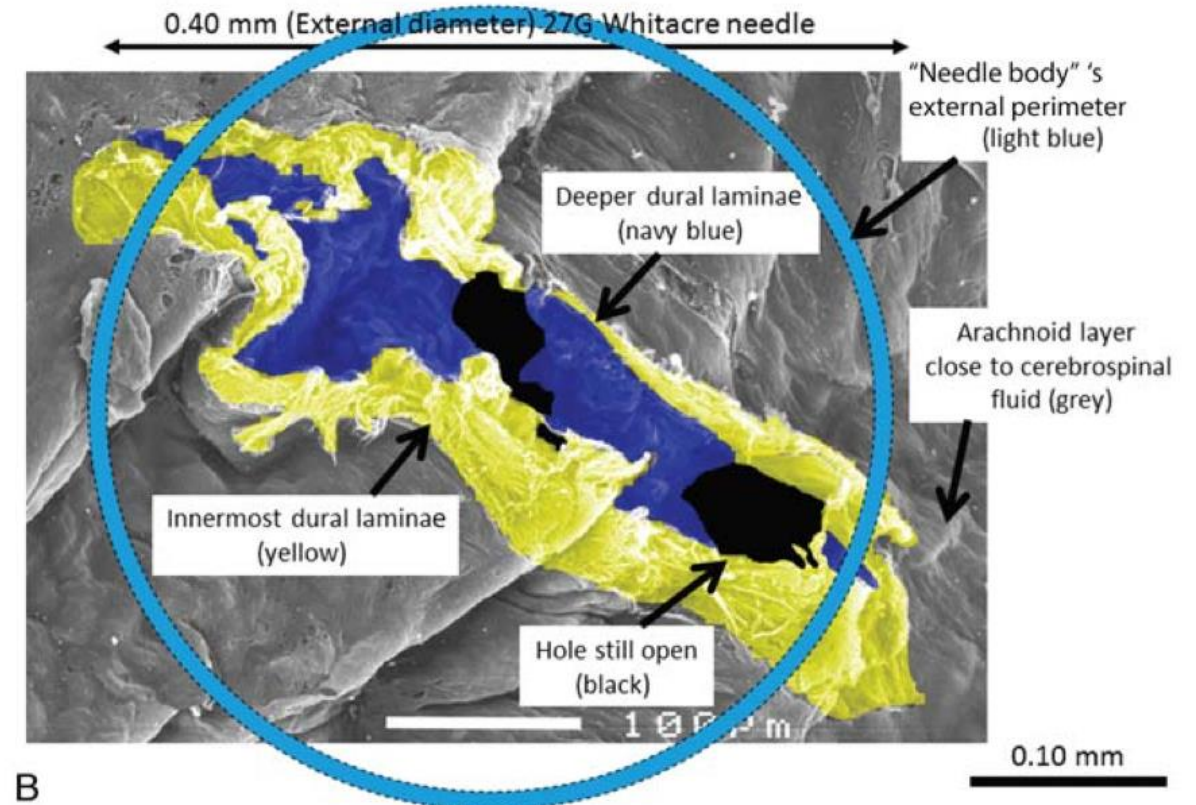 0.40 mm (External diameter) 27G Whitacre needle
"Needle body" 's
external perimeter
(light blue)
Deeper dural laminae
(navy blue)
Arachnoid layer
close to cerebrospinal
fluid (grey)
Innermost dural laminae
(yellow)
Hole still open
(black)
100μm
0.10 mm
B